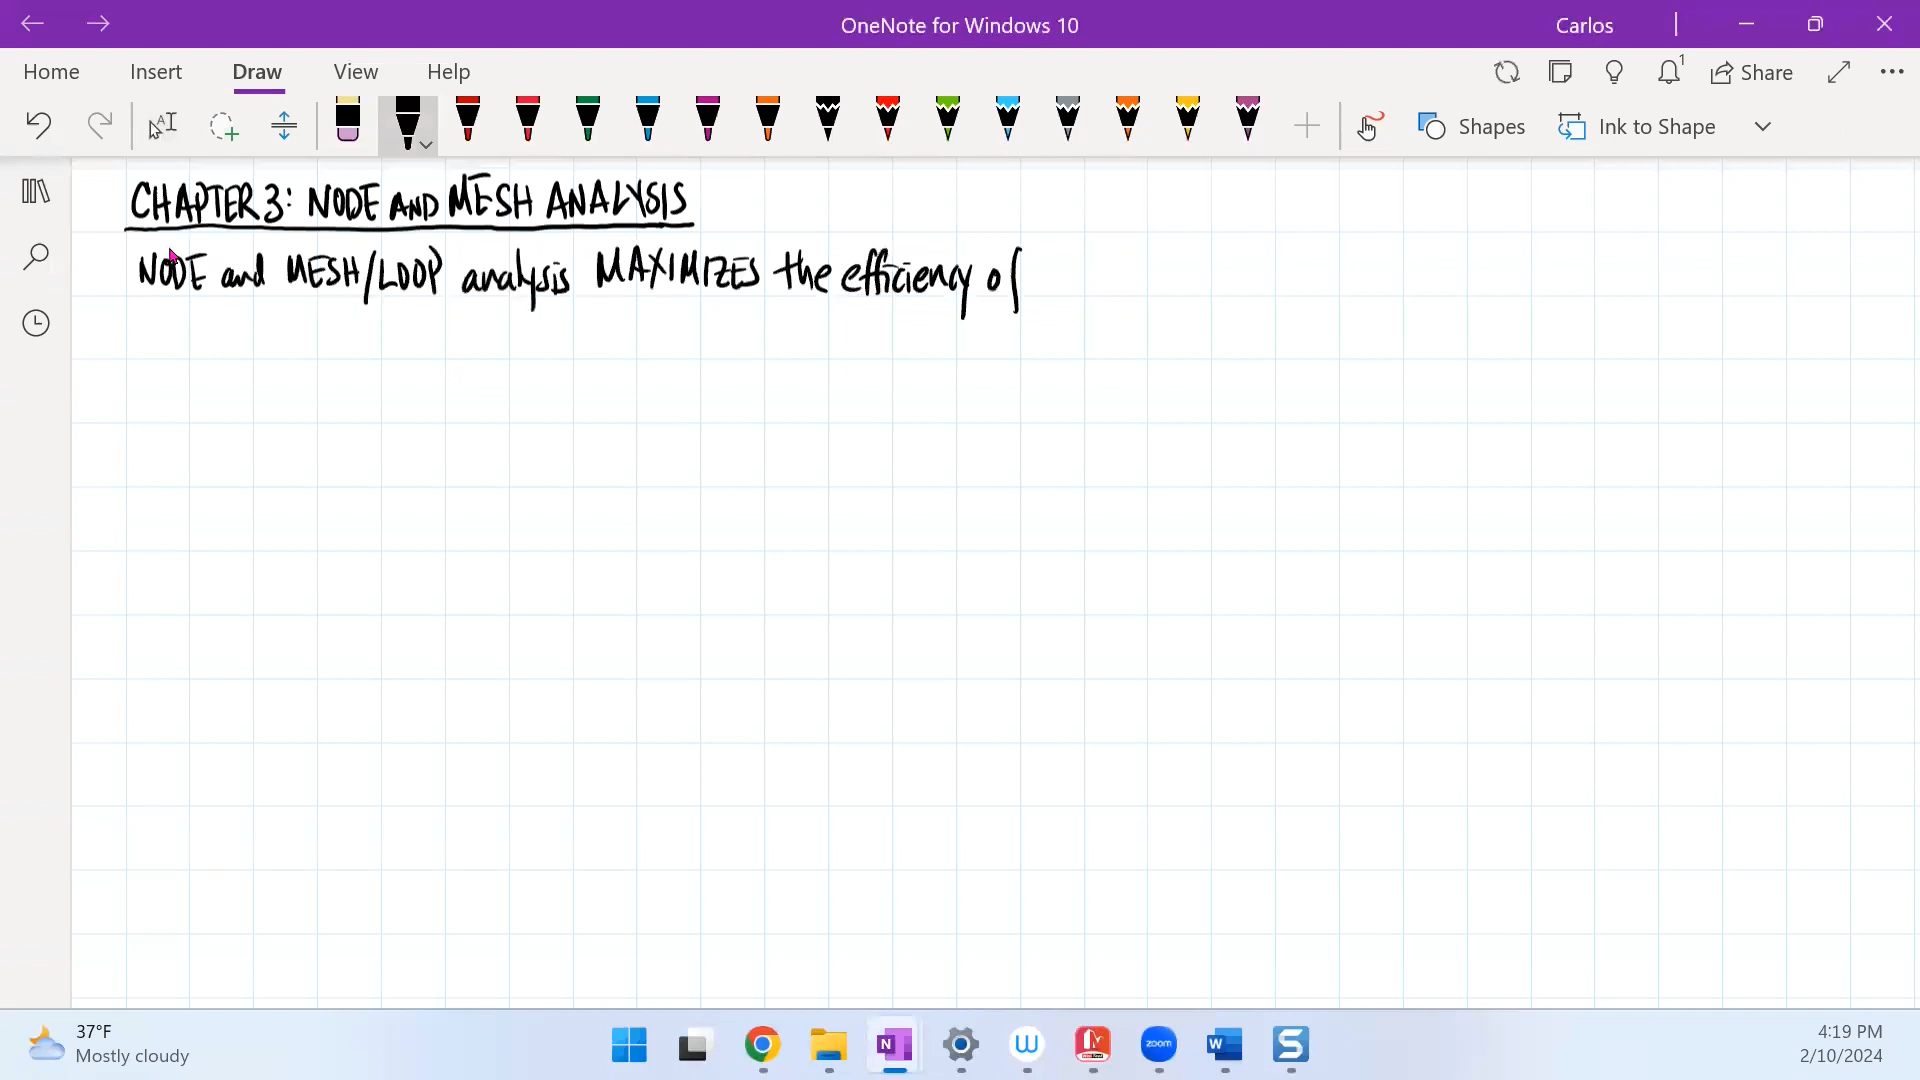 OneNote for Windows 10
Carlos
Home Insert Draw View Help
1
Share
Shapes
Ink to Shape
CHAPTER 3: NODE AND MESH ANALYSIS
NODE and MESH/LOOP analysis MAXIMIZES the efficiency of
37°F
Mostly cloudy
zoom
4:19 PM
2/10/2024